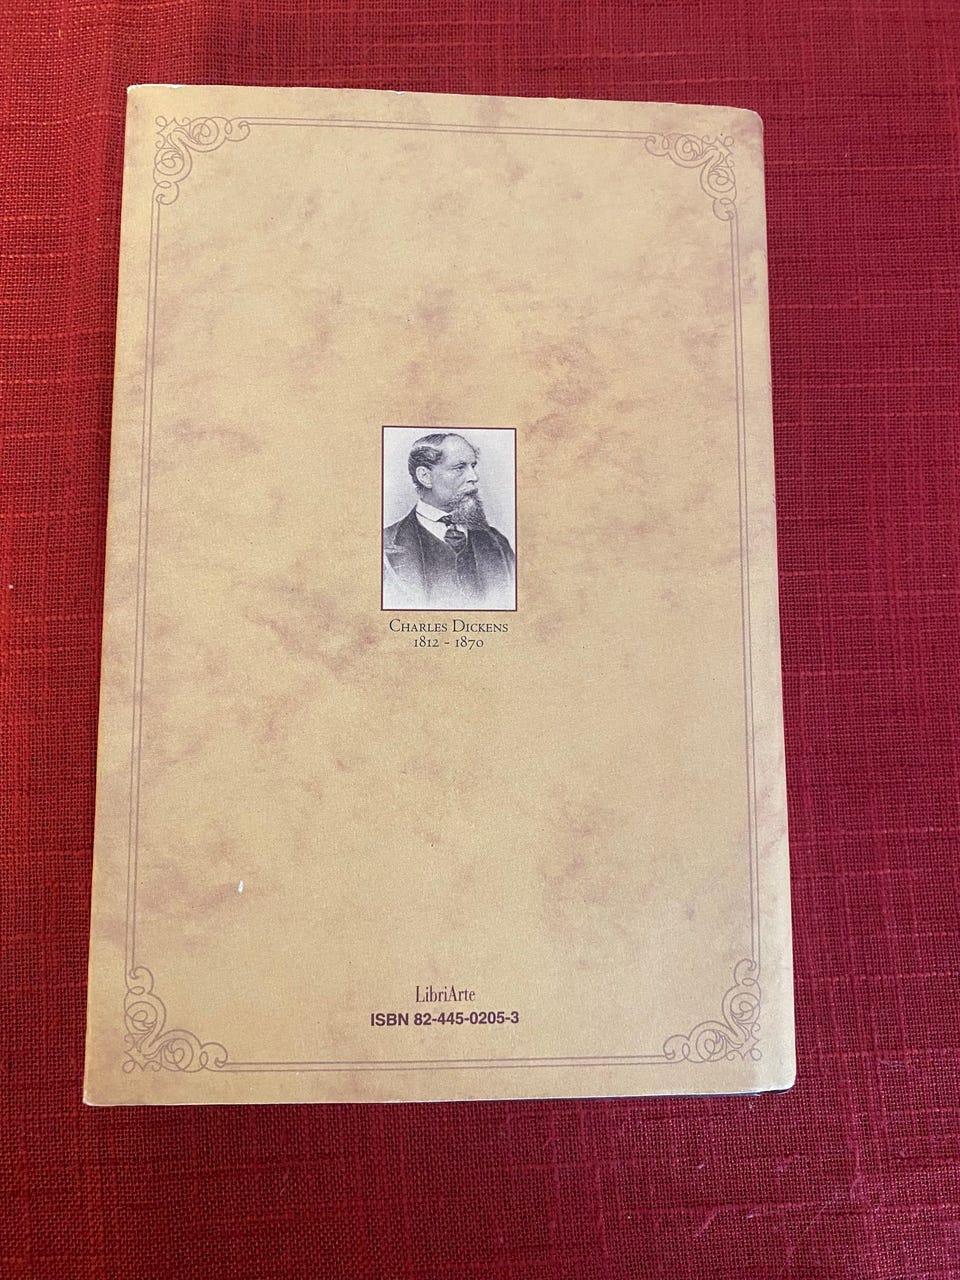 Charles Dickens
1812 - 1870
LibriArte
ISBN 82-445-0205-3